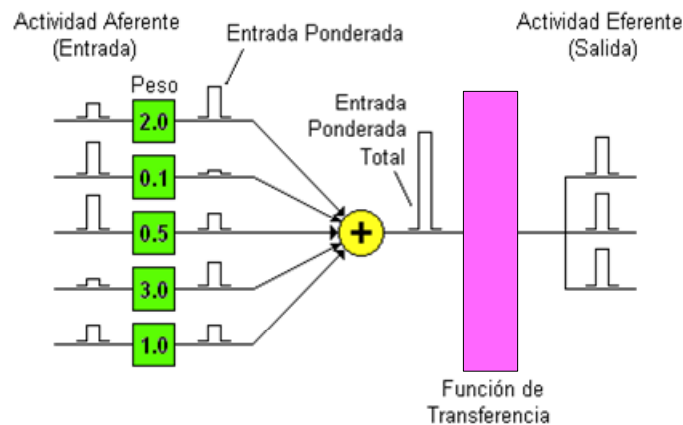 Actividad Aferente
(Entrada)
Entrada Ponderada
Actividad Eferente
(Salida)
Peso
2.0
0.1
0.5
3.0
1.0
Entrada
Ponderada
Total
+
Función de
Transferencia